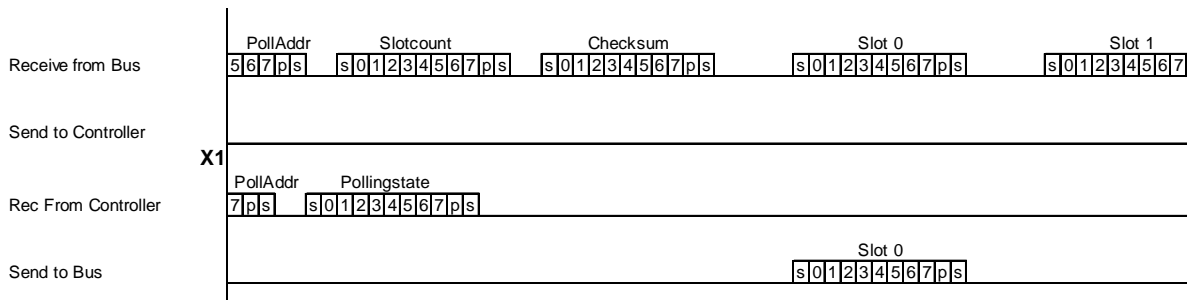 PollAddr Slotcount Checksum Slot 0 Slot 1
Receive from Bus 5 6 7 p s s 0 1 2 3 4 5 6 7 p s s 0 1 2 3 4 5 6 7 p s s 0 1 2 3 4 5 6 7 p s s 0 1 2 3 4 5 6 7
Send to Controller
X1
PollAddr Pollingstate
Rec From Controller 7 p s s 0 1 2 3 4 5 6 7 p s
Slot 0
Send to Bus s 0 1 2 3 4 5 6 7 p s